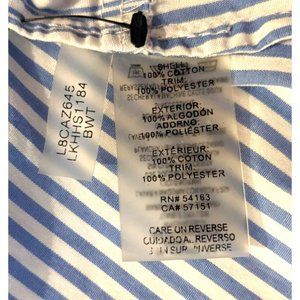 L8CAZ645
LKHHS1184
BWT
SHELL:
100% COTTON
TRIM:
100% POLYESTER
EXTERIOR:
100% ALGODÓN
ADORNO:
100% POLIÉSTER
EXTÉRIEUR:
100% COTON
TRIM:
100% POLYESTER
RN# 54163
CA# 57151
CARE ON REVERSE
CUIDADO AL REVERSO